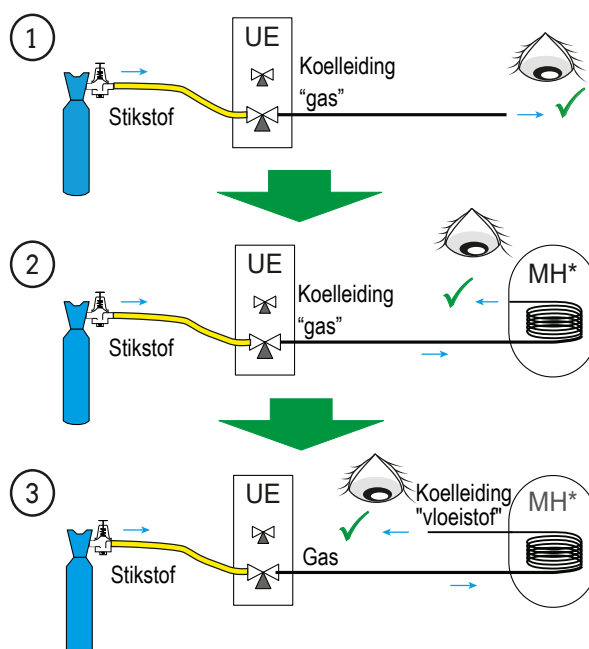 1
UE
Koelleiding
“gas”
Stikstof
2
UE
MH*
Koelleiding
“gas”
Stikstof
3
UE
Koelleiding
"vloeistof"
MH*
Stikstof
Gas